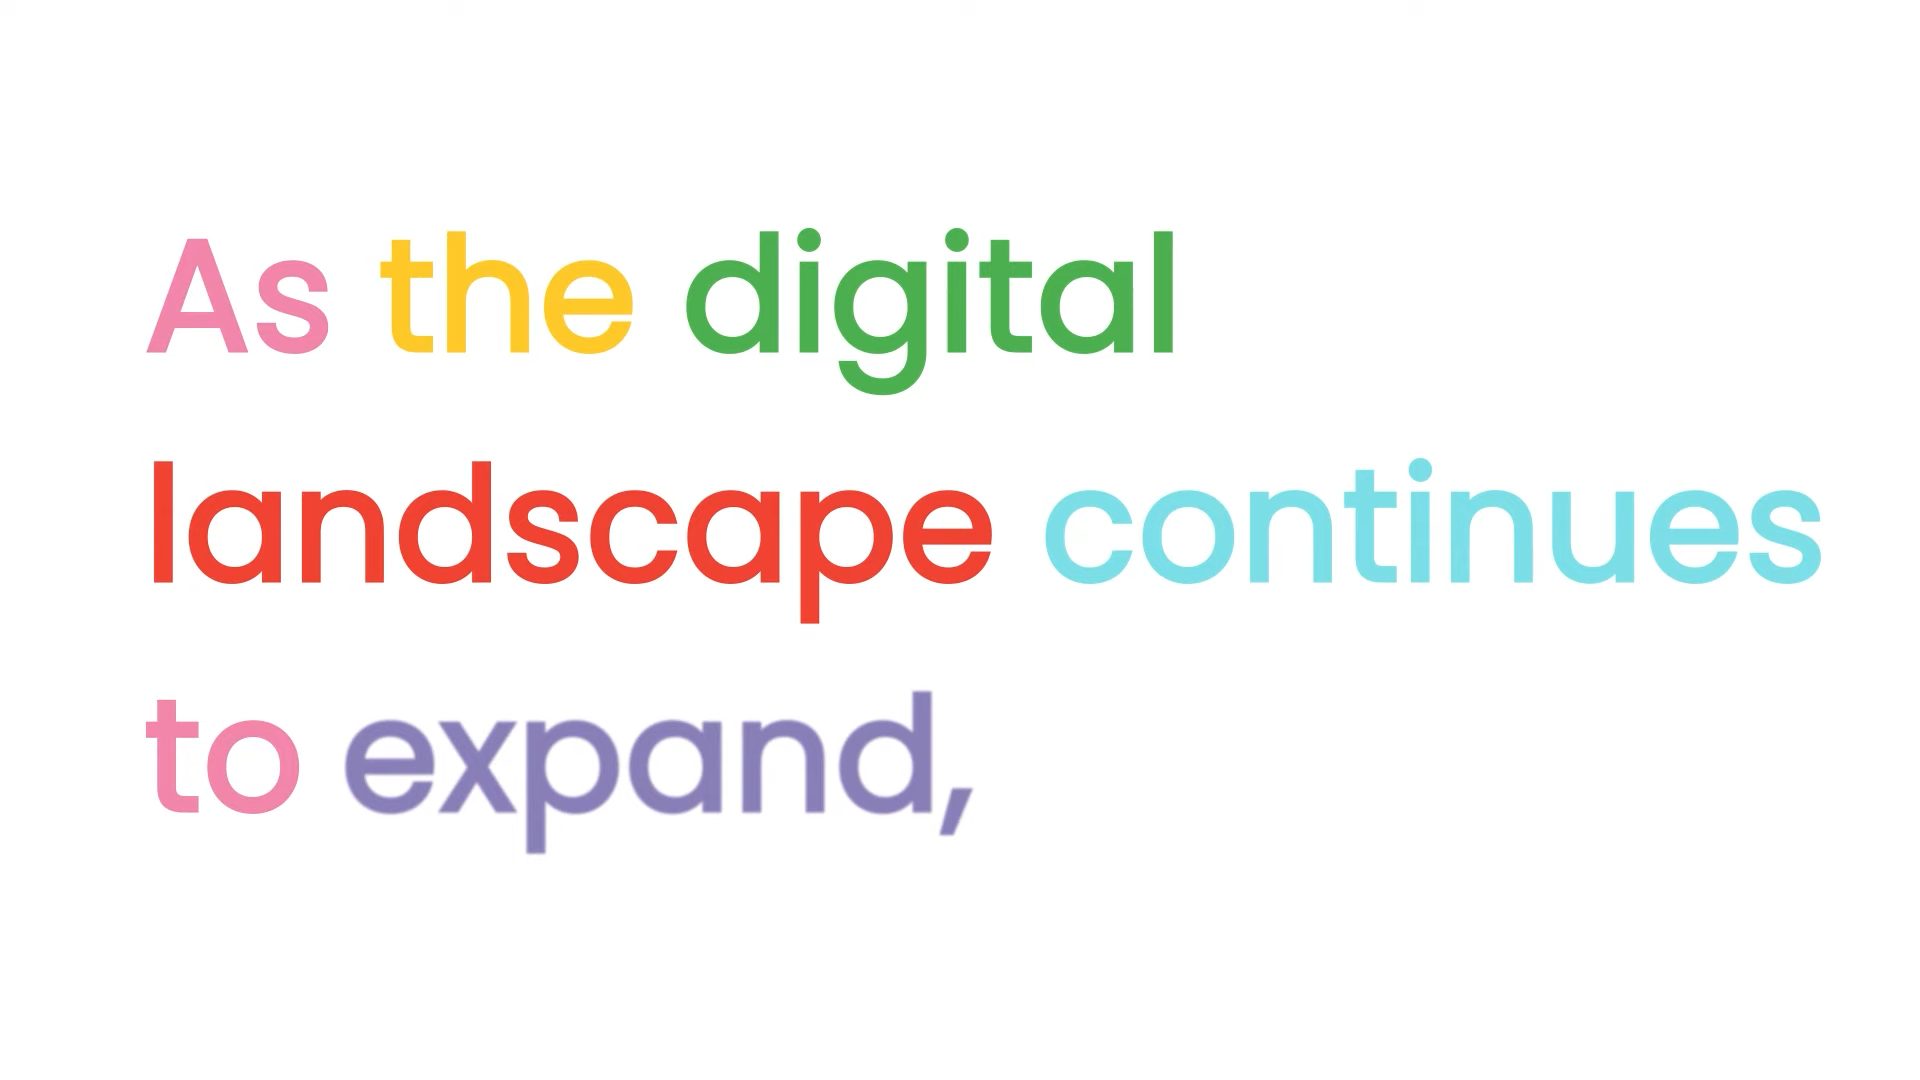 As the digital
landscape continues
to expand,